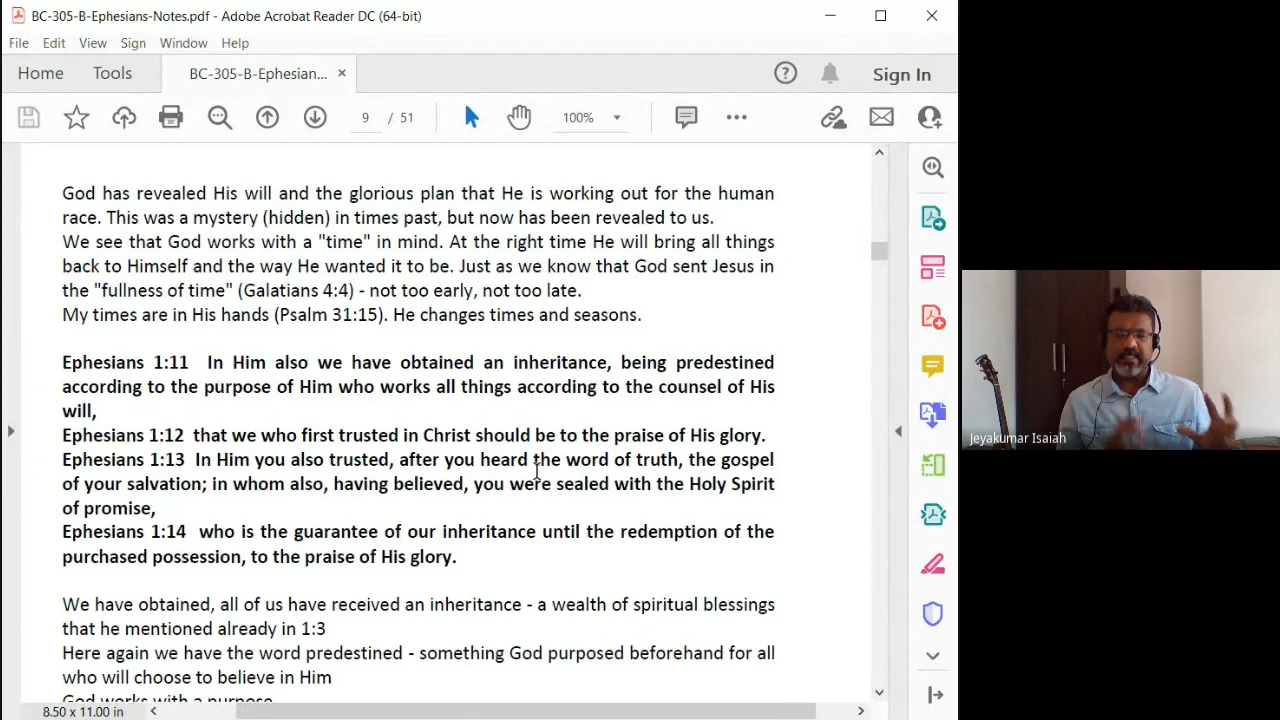 BC-305-B-Ephesians-Notes.pdf - Adobe Acrobat Reader DC (64-bit)
File Edit View Sign Window Help
Home Tools BC-305-B-Ephesian... Sign In
9 / 51 100%
God has revealed His will and the glorious plan that He is working out for the human
race. This was a mystery (hidden) in times past, but now has been revealed to us.
We see that God works with a "time" in mind. At the right time He will bring all things
back to Himself and the way He wanted it to be. Just as we know that God sent Jesus in
the "fullness of time" (Galatians 4:4) - not too early, not too late.
My times are in His hands (Psalm 31:15). He changes times and seasons.
Ephesians 1:11 In Him also we have obtained an inheritance, being predestined
according to the purpose of Him who works all things according to the counsel of His
will,
Ephesians 1:12 that we who first trusted in Christ should be to the praise of His glory.
Ephesians 1:13 In Him you also trusted, after you heard the word of truth, the gospel
of your salvation; in whom also, having believed, you were sealed with the Holy Spirit
of promise,
Ephesians 1:14 who is the guarantee of our inheritance until the redemption of the
purchased possession, to the praise of His glory.
We have obtained, all of us have received an inheritance - a wealth of spiritual blessings
that he mentioned already in 1:3
Here again we have the word predestined - something God purposed beforehand for all
who will choose to believe in Him
God works with a purpose
8.50 x 11.00 in
Jeyakumar Isaiah